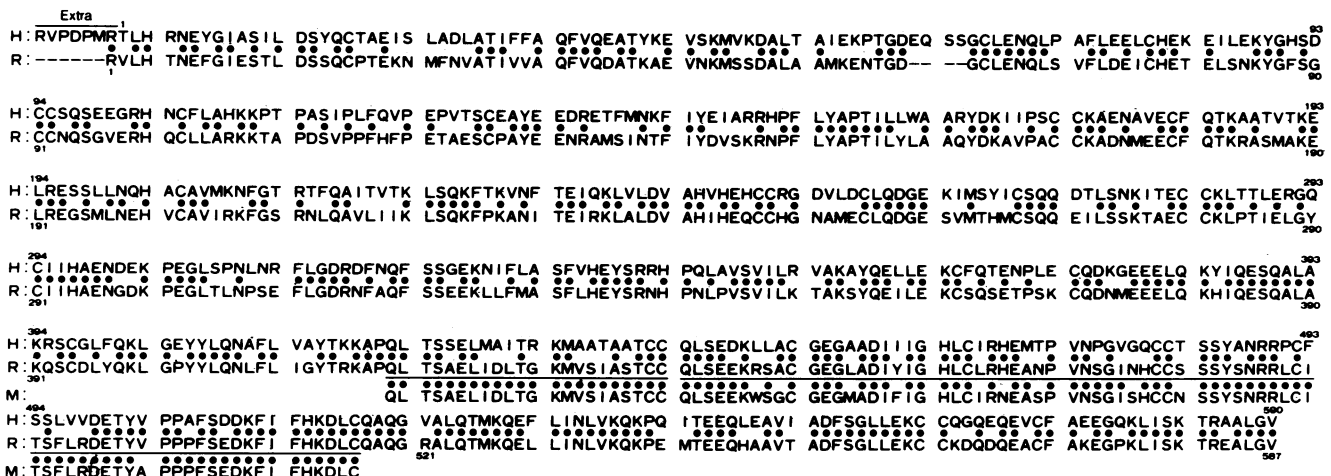 Extra
1
H: RVPDPMRTLH RNEYGIASIL DSYQCTAEIS LADLATIFFA QFVQEATYKE VSKMVKDALT AIEKPTGDEQ SSGCLENQLP AFLEELCHEK EILEKYGHSD
93
R: ------RVLH TNEFGIESTL DSSQCPTEKN MFNVATIVVA QFVQDATKAE VNKMSSDALA AMKENTGD-- -GCLENQLS VFLDEICHET ELSNKYGFSG
1
90
94
193
H: CCSQSEEGRH NCFLAHKKPT PASIPLFQVP EPVTSCEAYE EDRETFMNKF IYEIARRHPF LYAPTILLWA ARYDKIIPSC CKAENAVECF QTKAATVTKE
R: CCNQSGVERH QCLLARKKTA PDSVPPFHFP ETAESCPAYE ENRAMSINTF IYDVSKRNPF LYAPTILYLA AQYDKAVPAC CKADNMEECF QTKRASMAKE
91
190
194
293
H: LRESSLLNQH ACAVMKNFGT RTFQAITVTK LSQKFTKVNF TEIQKLVLDV AHVHEHCCRG DVLDCLQDGE KIMSYICSQQ DTLSNKITEC CKLTTLERGQ
R: LREGSMLNEH VCAVIRKFGS RNLQAVLIIK LSQKFPKANI TEIRKLALDV AHIHEQCCHG NAMECLQDGE SVMTHMCSQQ EILSSKTAEC CKLPTIELGY
191
290
294
393
H: CIIHAENDEK PEGLSPNLNR FLGDRDFNQF SSGEKNIFLA SFVHEYSRRH PQLAVSVILR VAKAYQELLE KCFQTENPLE CQDKGEEELQ KYIQESQALA
R: CIIHAENGDK PEGLTLNPSE FLGDRNFAQF SSEEKLLFMA SFLHEYSRNH PNLPVSVILK TAKSYQEILE KCSQSETPSK CQDNMEEELQ KHIQESQALA
291
390
394
493
H: KRSCGLFQKL GEYYLQNAFL VAYTKKAPQL TSSELMAITR KMAATAATCC QLSEDKLLAC GEGAADIIIG HLCIRHEMTP VNPGVGQCCT SSYANRRPCF
R: KQSCDLYQKL GPYYLQNLFL IGYTRKAPQL TSAELIDLTG KMVSIASTCC QLSEEKRSAC GEGLADIYIG HLCLRHEANP VNSGINHCCS SSYSNRRLCI
391
M: QL TSAELIDLTG KMVSIASTCC QLSEEKWSGC GEGMADIFIG HLCIRNEASP VNSGISHCCN SSYSNRRLCI
494
590
H: SSLVVDETYV PPAFSDDKFI FHKDLCQAQG VALQTMKQEF LINLVKQKPQ ITEEQLEAVI ADFSGLLEKC CQGQEQEVCF AEEGQKLISK TRAALGV
R: TSFLRDETYV PPPFSEDKFI FHKDLCQAQG RALQTMKQEL LINLVKQKPE MTEEQHAAVT ADFSGLLEKC CKDQDQEACF AKEGPKLISK TREALGV
521
587
M: TSFLRDETYA PPPFSEDKFI FHKDLC